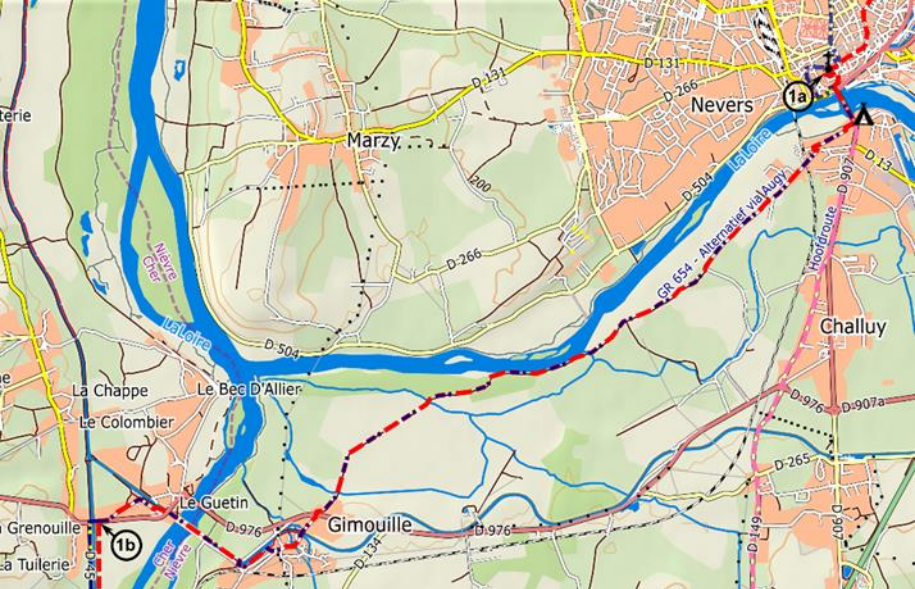 D 131
D 131
D 266
Nevers
1a
terie
Marzy
La Loire
D 13
200
D-504
D 907
GR 654 - Alternatief via Augy
Hoofdroute
Nièvre
Cher
D-266
La Loire
D-504
Challuy
La Chappe
Le Bec D'Allier
D 976
D 907a
Le Colombier
D-265
Le Guetin
Grenouille
D 976
Gimouille
D 976
1b
D 149
D 907
D 134
La Tuilerie
D 45
Cher
Nièvre